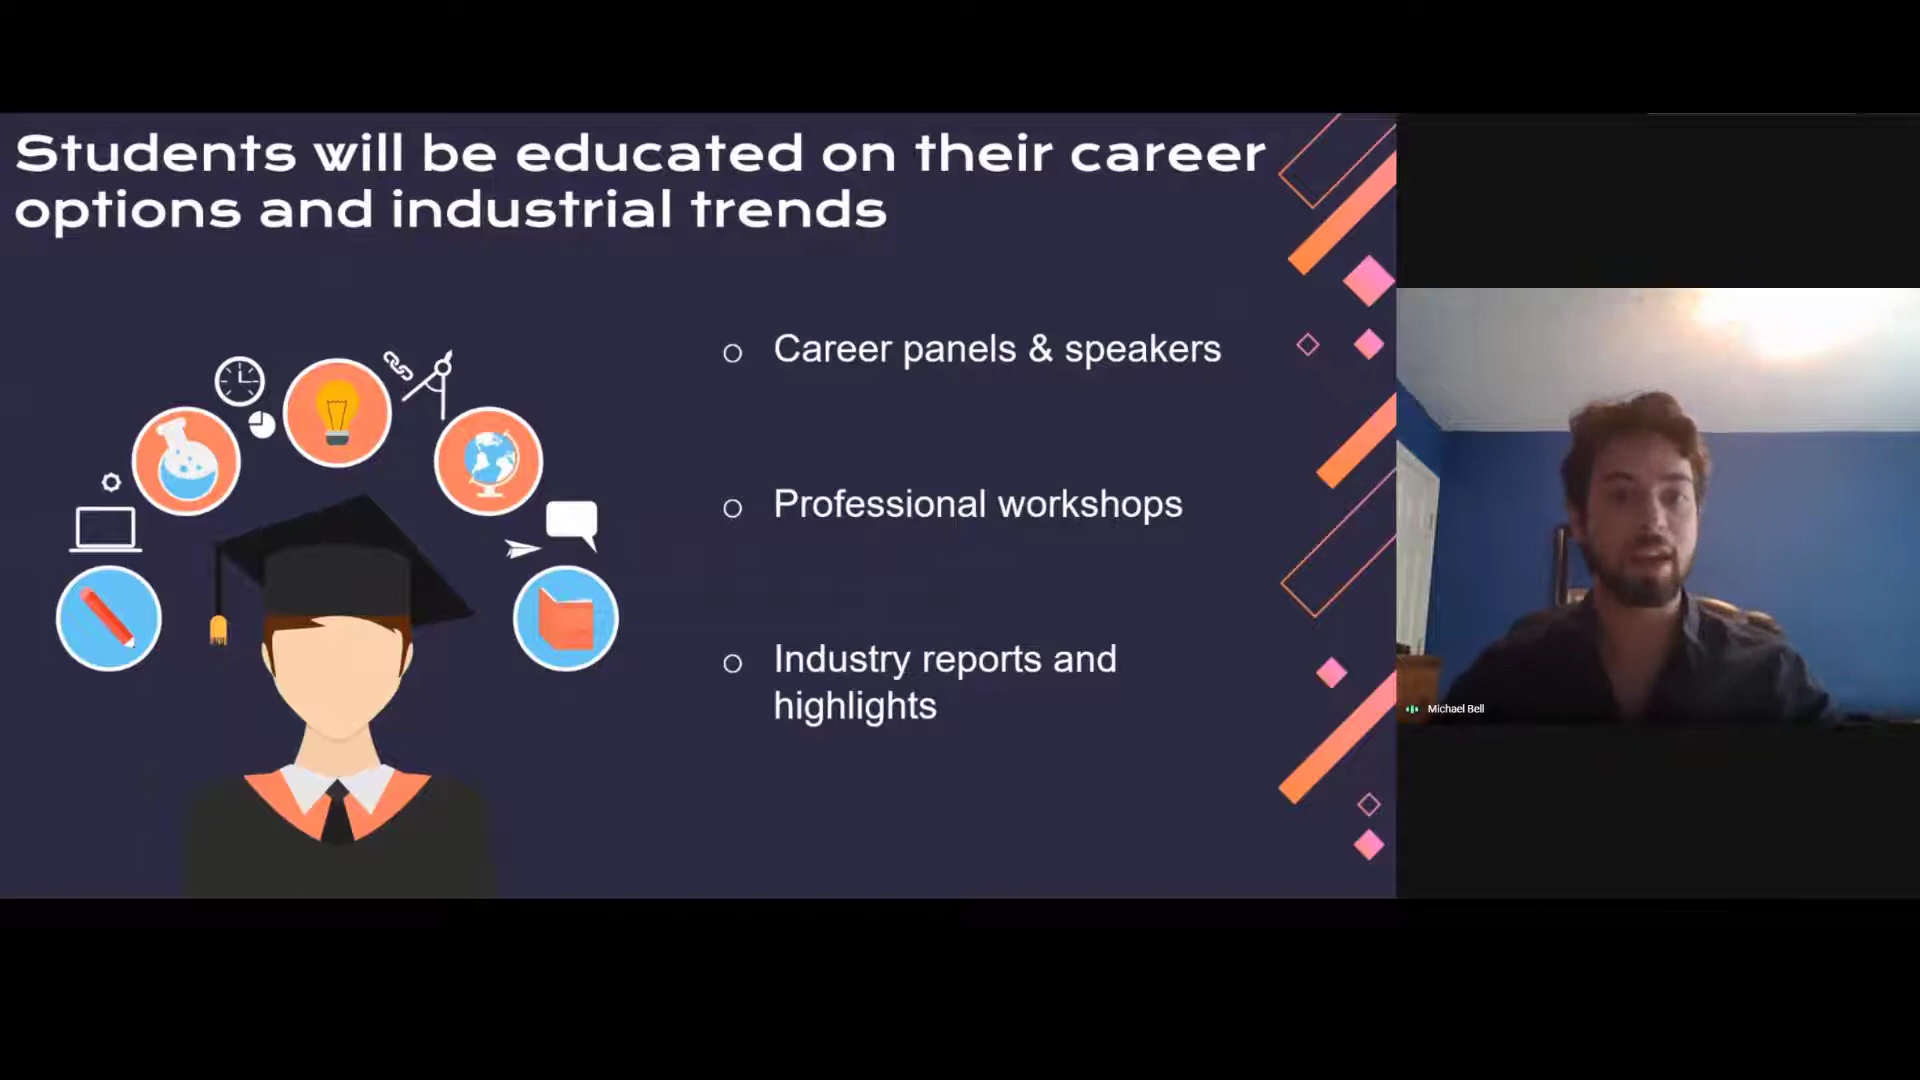 Students will be educated on their career
options and industrial trends
Career panels & speakers
Professional workshops
Industry reports and
highlights
Michael Bell